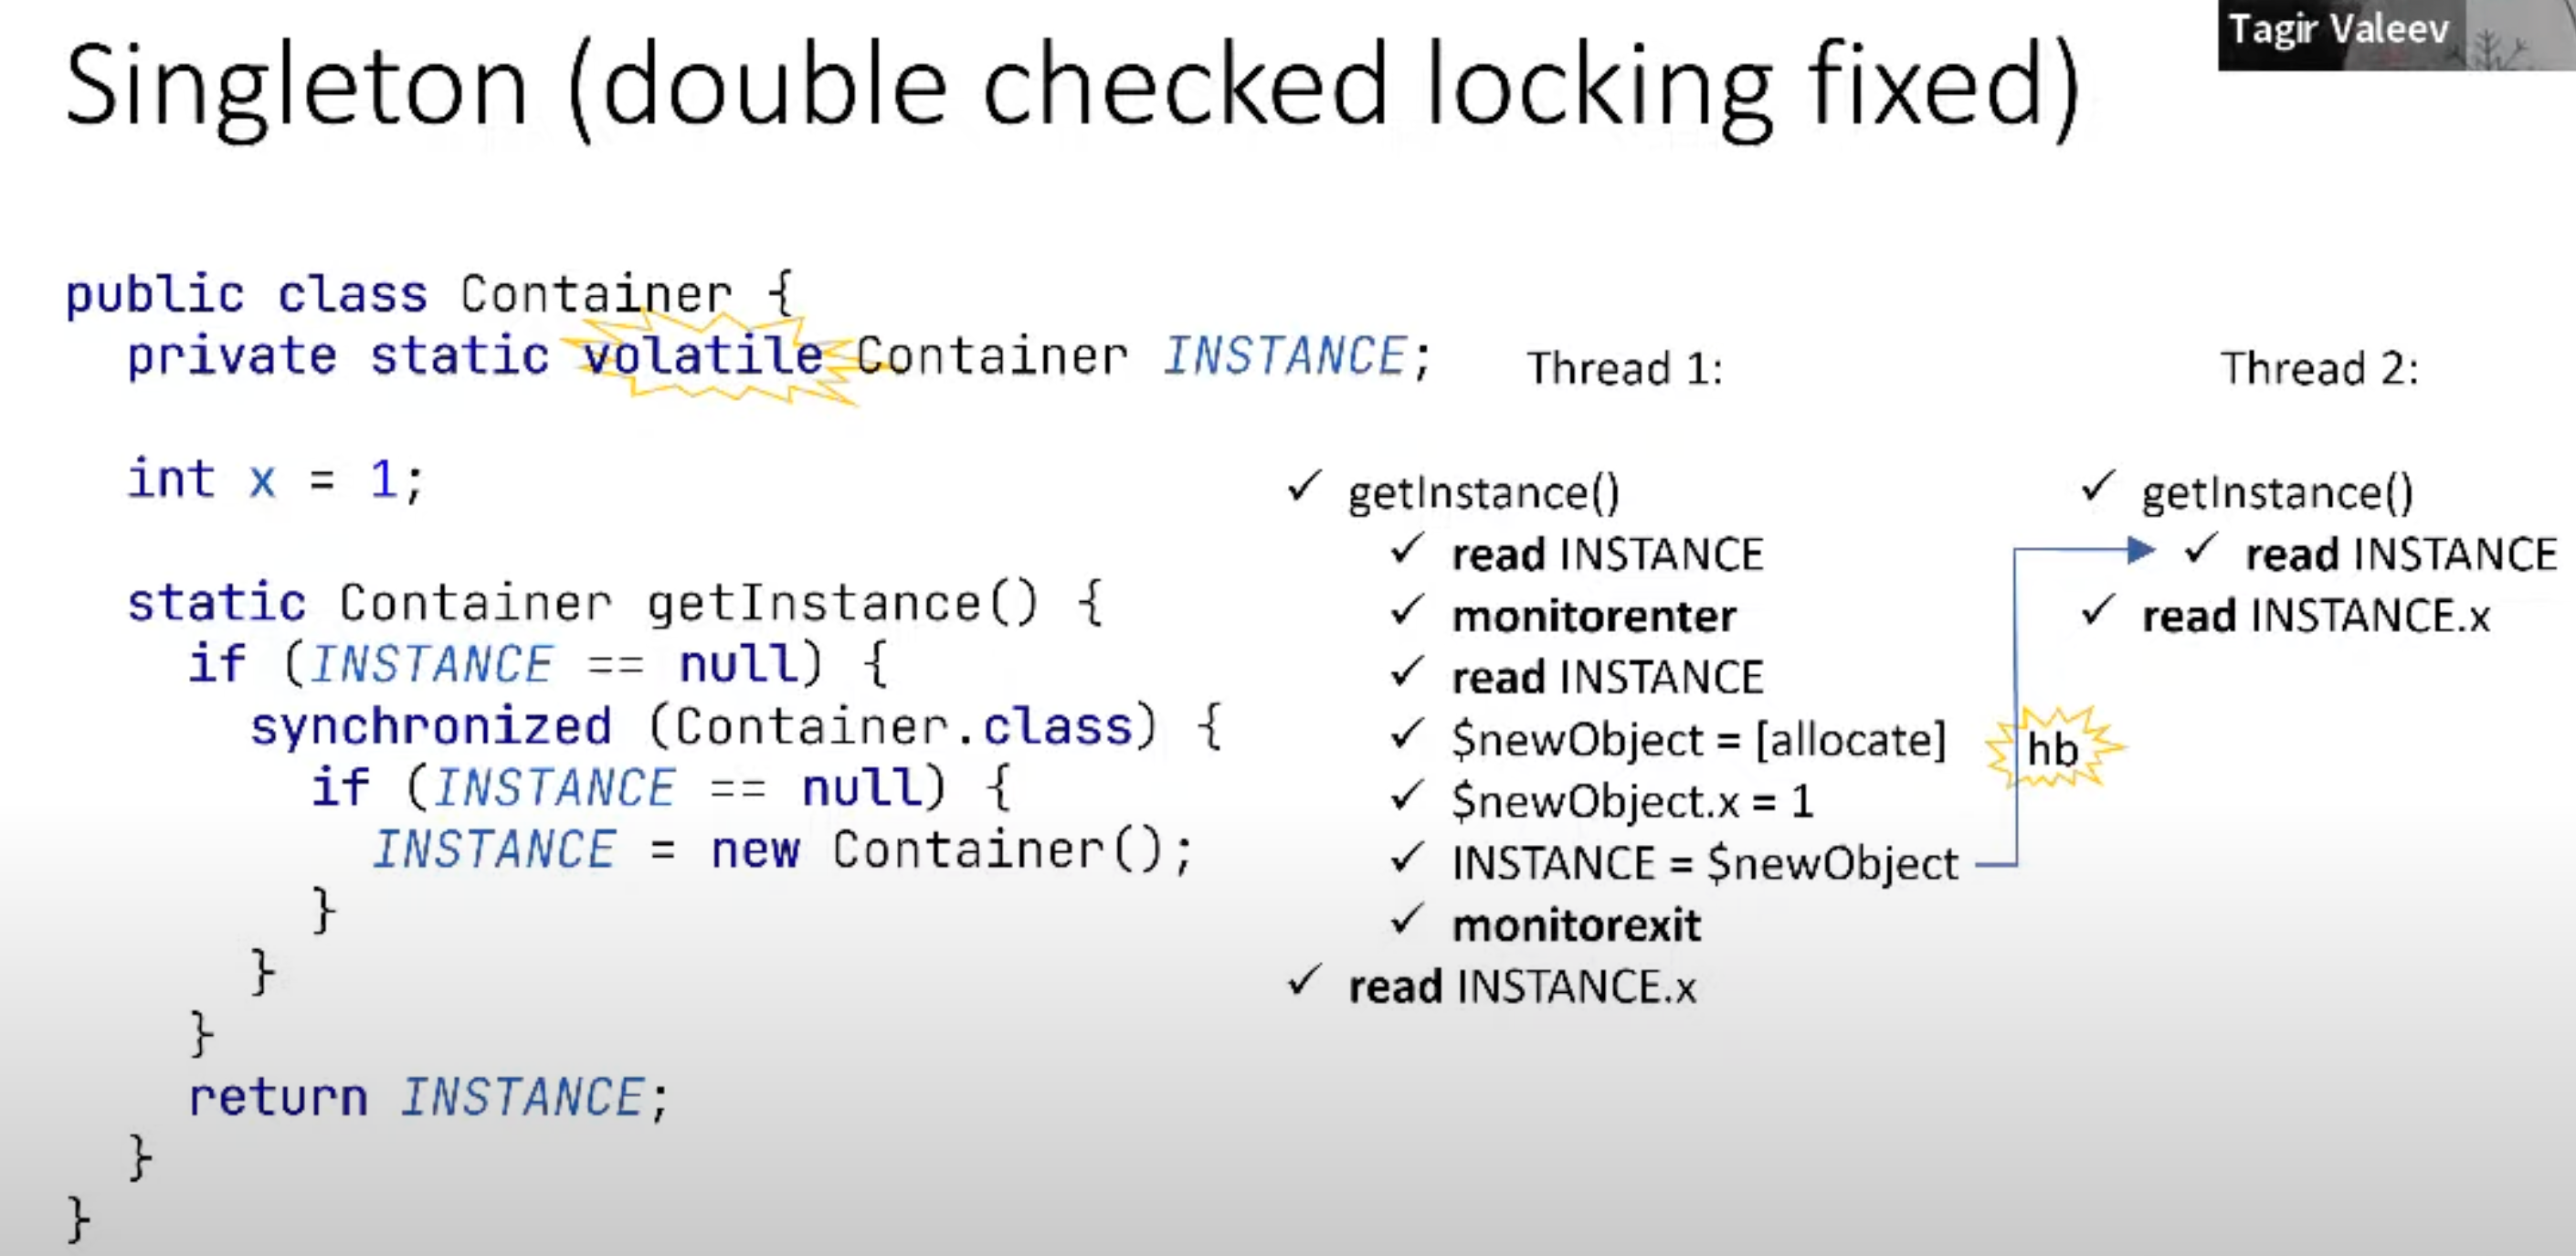 Tagir Valeev
Singleton (double checked locking fixed)
public class Container {
private static volatile Container INSTANCE;
int x = 1;
static Container getInstance() {
if (INSTANCE == null) {
synchronized (Container.class) {
if (INSTANCE == null) {
INSTANCE = new Container();
}
}
}
return INSTANCE;
}
}
Thread 1:
✓ getInstance()
✓ read INSTANCE
✓ monitorenter
✓ read INSTANCE
✓ $newObject = [allocate]
✓ $newObject.x = 1
✓ INSTANCE = $newObject
✓ monitorexit
✓ read INSTANCE.x
hb
Thread 2:
✓ getInstance()
✓ read INSTANCE
✓ read INSTANCE.x